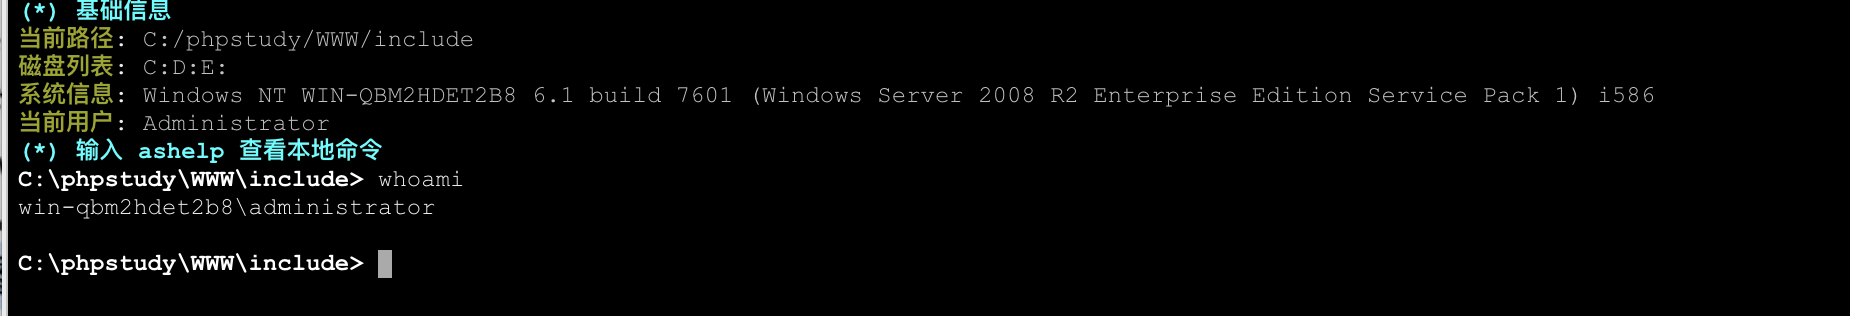 (*) 基础信息
当前路径: C:/phpstudy/WWW/include
磁盘列表: C:D:E:
系统信息: Windows NT WIN-QBM2HDET2B8 6.1 build 7601 (Windows Server 2008 R2 Enterprise Edition Service Pack 1) i586
当前用户: Administrator
(*) 输入 ashelp 查看本地命令
C:\phpstudy\WWW\include> whoami
win-qbm2hdet2b8\administrator
C:\phpstudy\WWW\include>